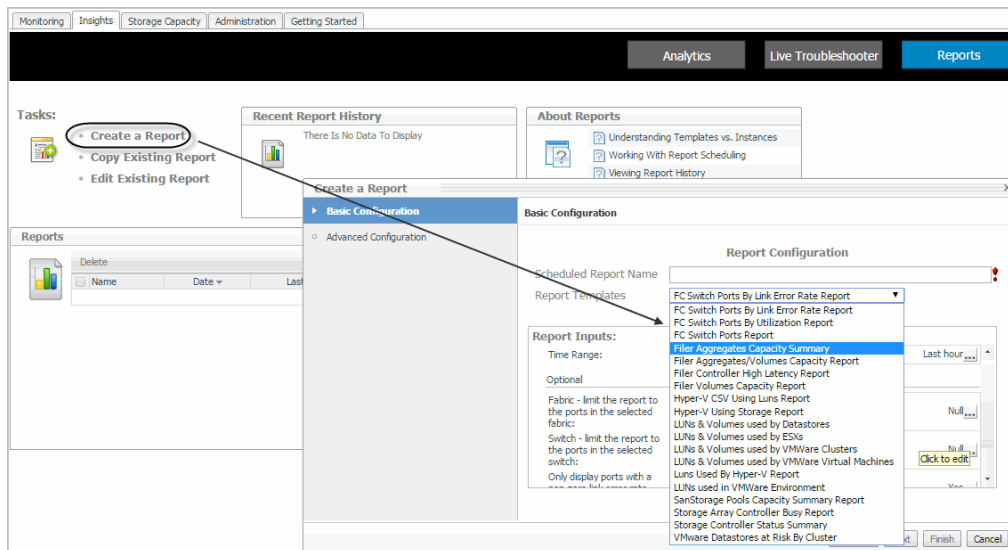 Monitoring Insights Storage Capacity Administration Getting Started
Analytics Live Troubleshooter Reports
Tasks:
Create a Report
Copy Existing Report
Edit Existing Report
Recent Report History
There Is No Data To Display
About Reports
Understanding Templates vs. Instances
Working With Report Scheduling
Viewing Report History
Reports
Delete
Name Date Last
Create a Report
Basic Configuration
Advanced Configuration
Basic Configuration
Report Configuration
Scheduled Report Name
Report Templates
FC Switch Ports By Link Error Rate Report
FC Switch Ports By Link Error Rate Report
FC Switch Ports By Utilization Report
FC Switch Ports Report
Filer Aggregates Capacity Summary
Filer Aggregates/Volumes Capacity Report
Filer Controller High Latency Report
Filer Volumes Capacity Report
Hyper-V CSV Using Luns Report
Hyper-V Using Storage Report
LUNs & Volumes used by Datastores
LUNs & Volumes used by ESXs
LUNs & Volumes used by VMWare Clusters
LUNs & Volumes used by VMWare Virtual Machines
Luns Used By Hyper-V Report
LUNs used in VMWare Environment
SanStorage Pools Capacity Summary Report
Storage Array Controller Busy Report
Storage Controller Status Summary
VMware Datastores at Risk By Cluster
Report Inputs:
Time Range:
Last hour...
Optional
Fabric - limit the report to
the ports in the selected
fabric:
Null...
Switch - limit the report to
the ports in the selected
switch:
Null...
Click to edit
Only display ports with a
Finish Cancel